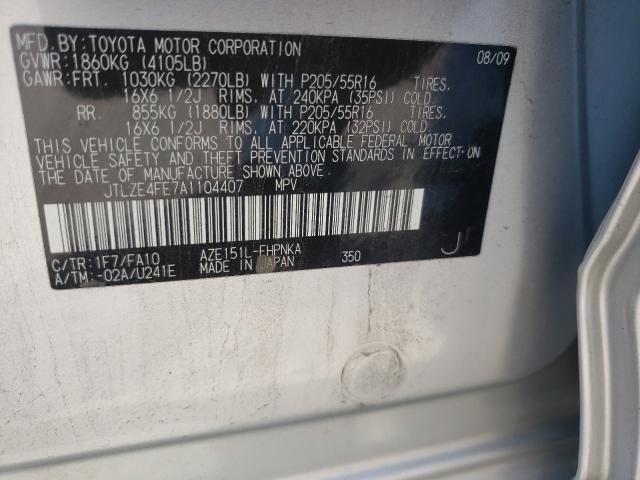 MFD. BY: TOYOTA MOTOR CORPORATION 08/09
GVWR: 1860KG (4105LB)
GAWR: FRT. 1030KG (2270LB) WITH P205/55R16 TIRES,
16X6 1/2J RIMS, AT 240KPA (35PSI) COLD.
RR. 855KG (1880LB) WITH P205/55R16 TIRES,
16X6 1/2J RIMS, AT 220KPA (32PSI) COLD.
THIS VEHICLE CONFORMS TO ALL APPLICABLE FEDERAL MOTOR
VEHICLE SAFETY AND THEFT PREVENTION STANDARDS IN EFFECT ON
THE DATE OF MANUFACTURE SHOWN ABOVE.
JTLZE4FE7A1104407 MPV
C/TR: 1F7/FA10 AZE151L-FHPNKA
A/TM: -02A/U241E MADE IN JAPAN 350